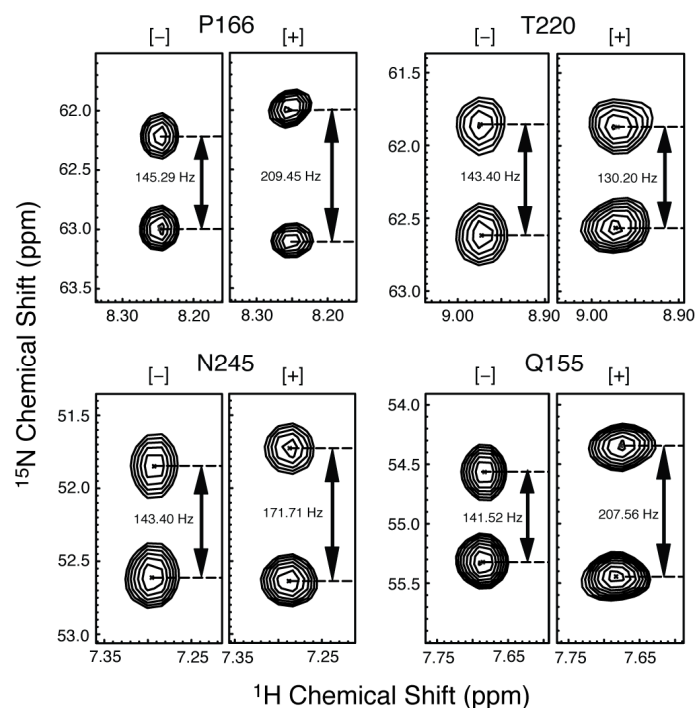 P166
T220
[-]
[+]
[-]
[+]
62.0
62.5
63.0
63.5
145.29 Hz
209.45 Hz
8.30
8.20
8.30
8.20
61.5
62.0
62.5
63.0
143.40 Hz
130.20 Hz
9.00
8.90
9.00
8.90
15N Chemical Shift (ppm)
N245
Q155
[-]
[+]
[-]
[+]
51.5
52.0
52.5
53.0
143.40 Hz
171.71 Hz
7.35
7.25
7.35
7.25
54.0
54.5
55.0
55.5
141.52 Hz
207.56 Hz
7.75
7.65
7.75
7.65
1H Chemical Shift (ppm)